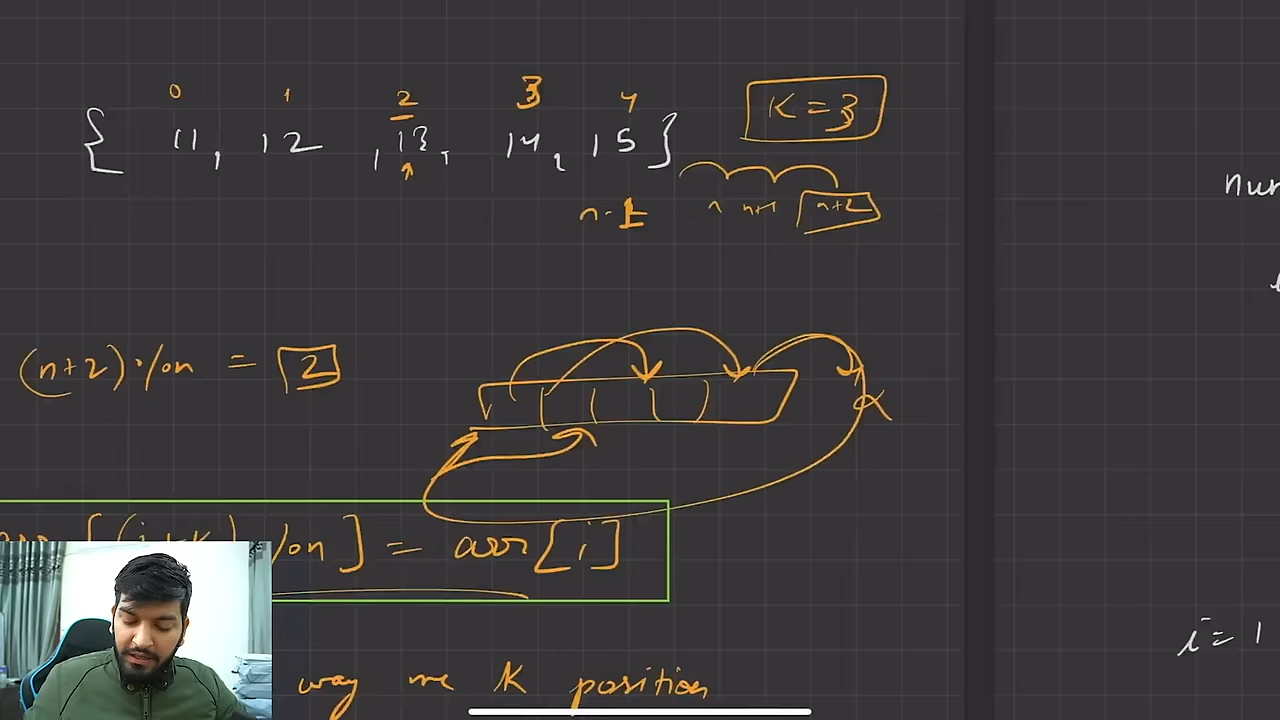 0 1 2 3 4
{ 11, 12, 13, 14, 15 } K = 3
n-1 n n+1 n+2
(n+2) % n = 2
% n ] = arr[i]
i = 1
way me K position